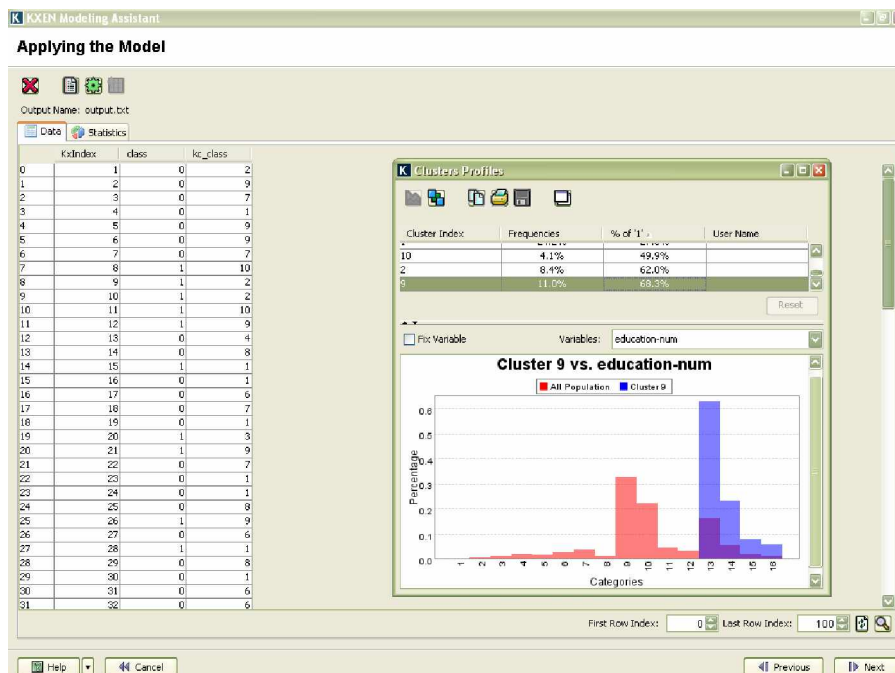 KXEN Modeling Assistant
Applying the Model
Output Name: output.txt
Data Statistics
KxIndex class kc_class
0 1 0 2
1 2 0 9
2 3 0 7
3 4 0 1
4 5 0 9
5 6 0 9
6 7 0 7
7 8 1 10
8 9 1 2
9 10 1 2
10 11 1 10
11 12 1 9
12 13 0 4
13 14 0 8
14 15 1 1
15 16 0 1
16 17 0 6
17 18 0 7
18 19 0 1
19 20 1 3
20 21 1 9
21 22 0 7
22 23 0 1
23 24 0 1
24 25 0 8
25 26 1 9
26 27 0 6
27 28 1 1
28 29 0 8
29 30 0 1
30 31 0 6
31 32 0 6
Clusters Profiles
Cluster Index Frequencies % of '1' User Name
10 4.1% 49.9%
2 8.4% 62.0%
9 11.0% 68.3%
Reset
Fix Variable Variables: education-num
Cluster 9 vs. education-num
All Population Cluster 9
Percentage
0.6
0.5
0.4
0.3
0.2
0.1
0.0
1 2 3 4 5 6 7 8 9 10 11 12 13 14 15 16
Categories
First Row Index: 0 Last Row Index: 100
Help Cancel Previous Next